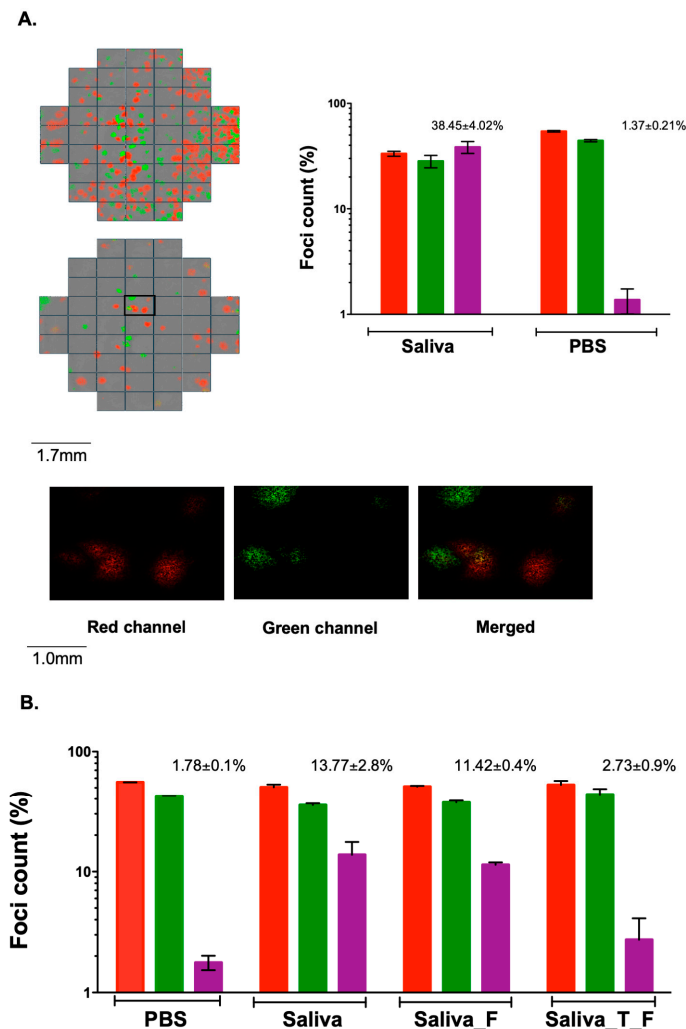 A.
100
10
1
Foci count (%)
38.45±4.02%
1.37±0.21%
Saliva
PBS
1.7mm
Red channel
Green channel
Merged
1.0mm
B.
100
10
1
Foci count (%)
1.78±0.1%
13.77±2.8%
11.42±0.4%
2.73±0.9%
PBS
Saliva
Saliva_F
Saliva_T_F